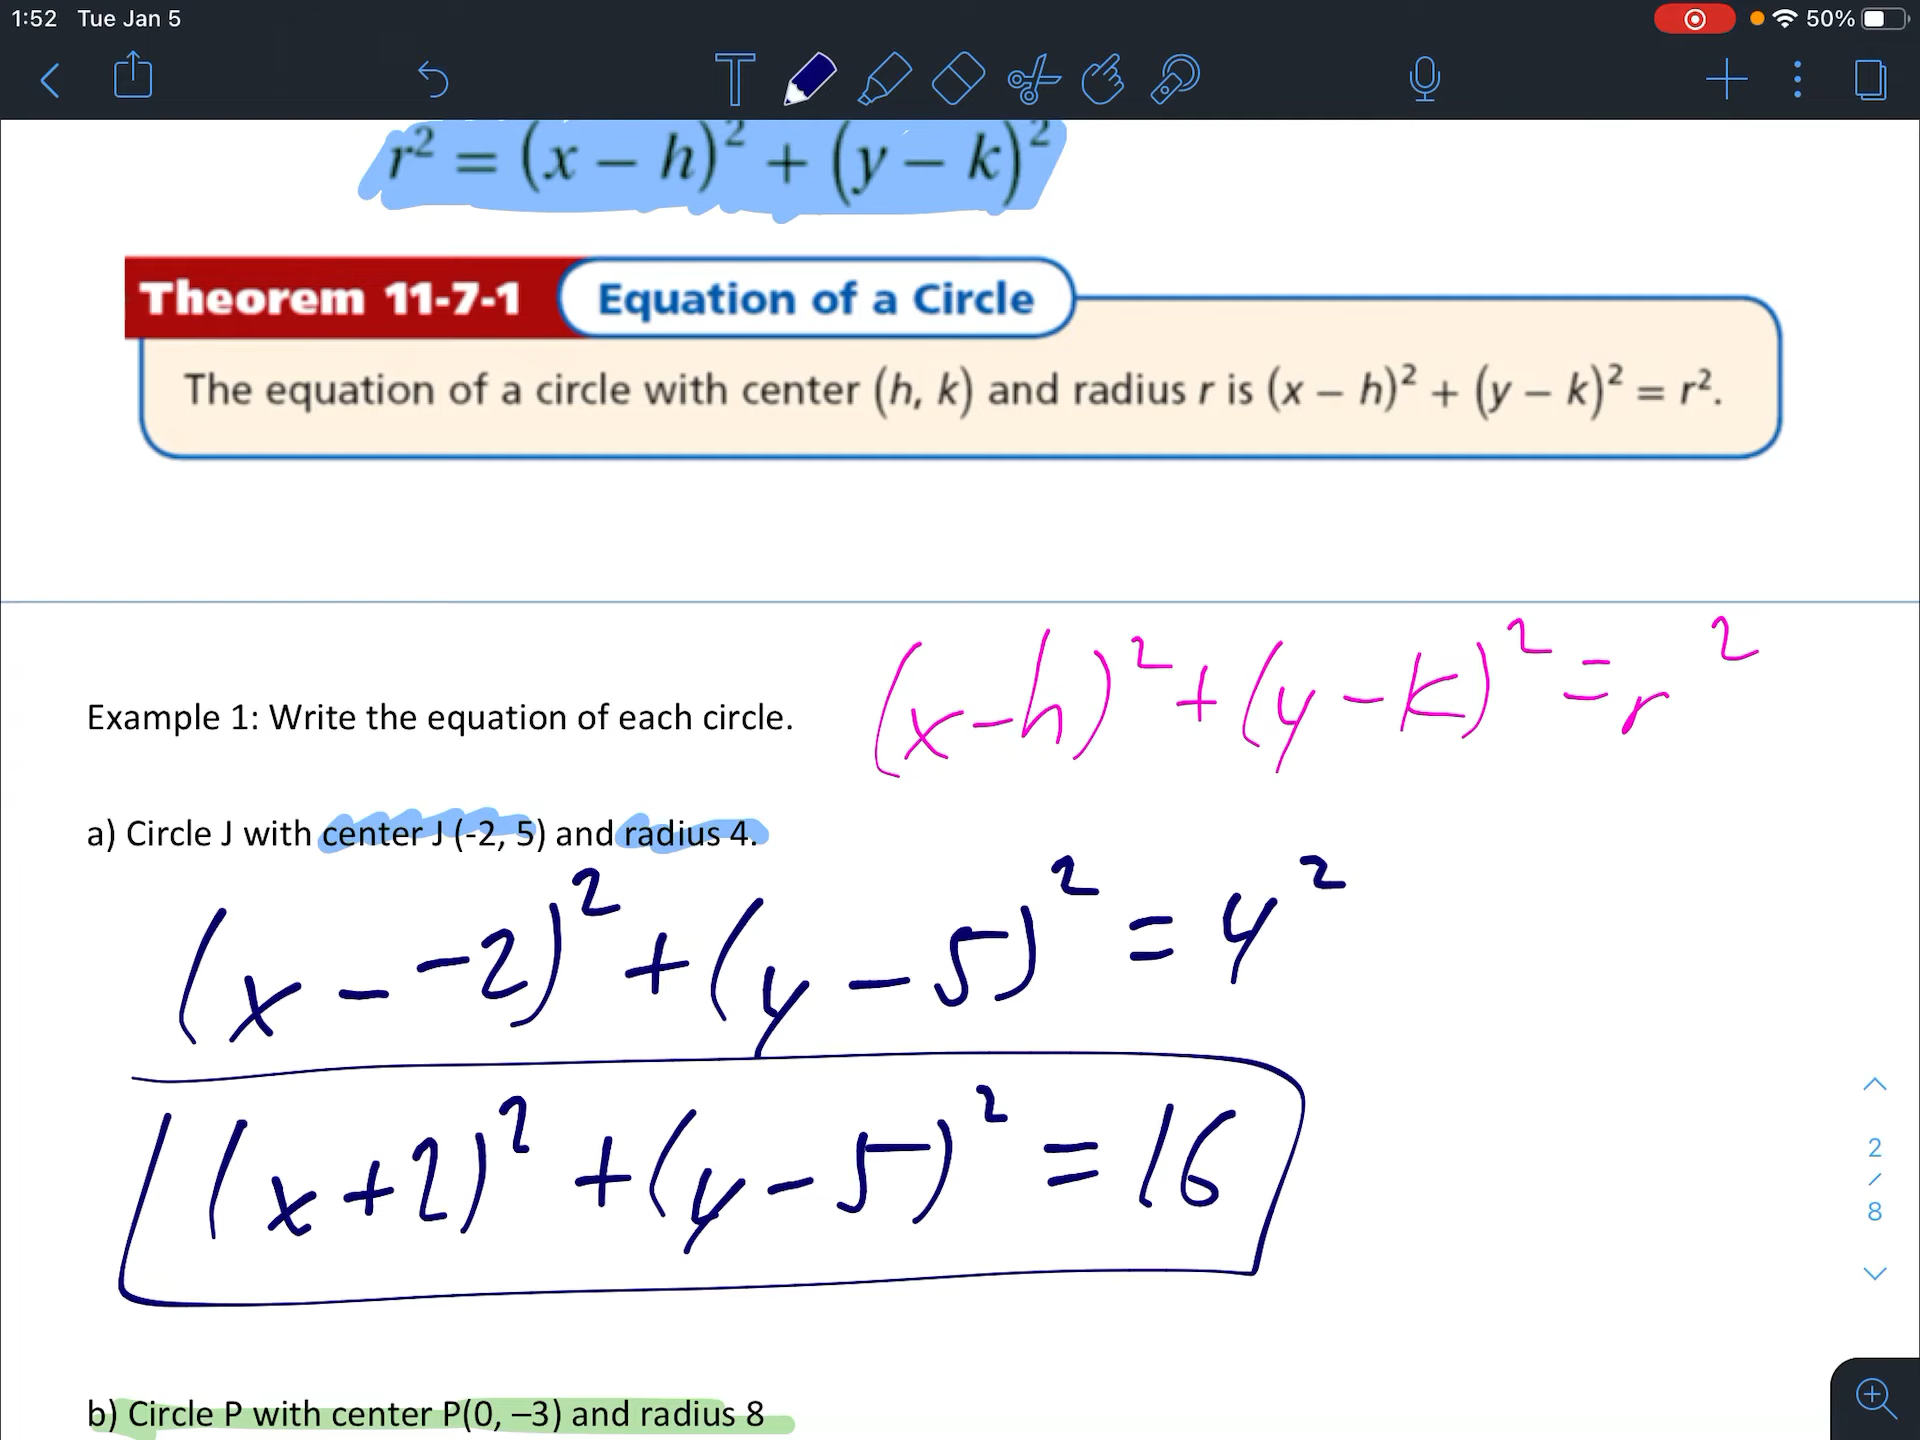 1:52 Tue Jan 5 50%
T
r² = (x − h)² + (y − k)²
Theorem 11-7-1 Equation of a Circle
The equation of a circle with center (h, k) and radius r is (x − h)² + (y − k)² = r².
(x-h)² + (y-k)² = r²
Example 1: Write the equation of each circle.
a) Circle J with center J (-2, 5) and radius 4.
(x - -2)² + (y - 5)² = 4²
(x+2)² + (y-5)² = 16
2
/
8
b) Circle P with center P(0, –3) and radius 8